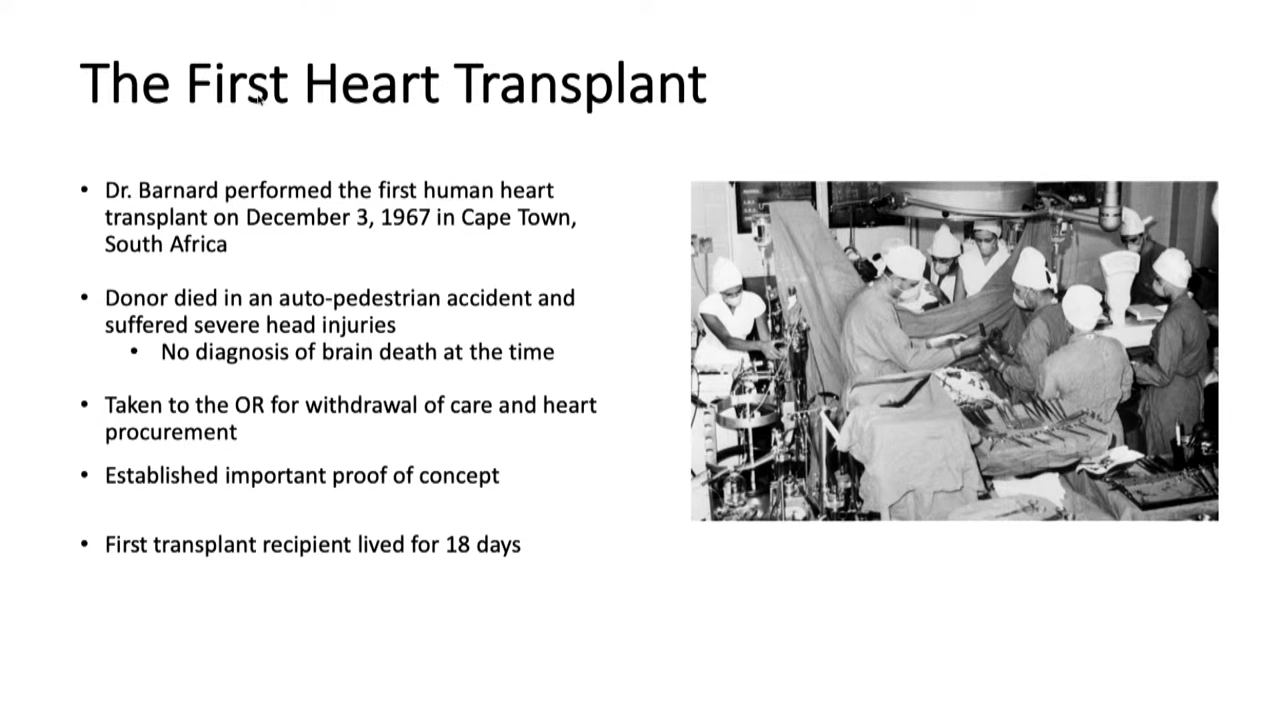 The First Heart Transplant
• Dr. Barnard performed the first human heart
transplant on December 3, 1967 in Cape Town,
South Africa
• Donor died in an auto-pedestrian accident and
suffered severe head injuries
• No diagnosis of brain death at the time
• Taken to the OR for withdrawal of care and heart
procurement
• Established important proof of concept
• First transplant recipient lived for 18 days